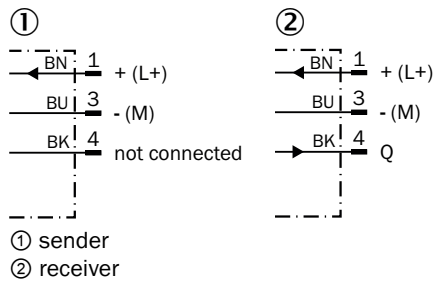 ① ②
BN 1 + (L+) BN 1 + (L+)
BU 3 - (M) BU 3 - (M)
BK 4 not connected BK 4 Q
① sender
② receiver